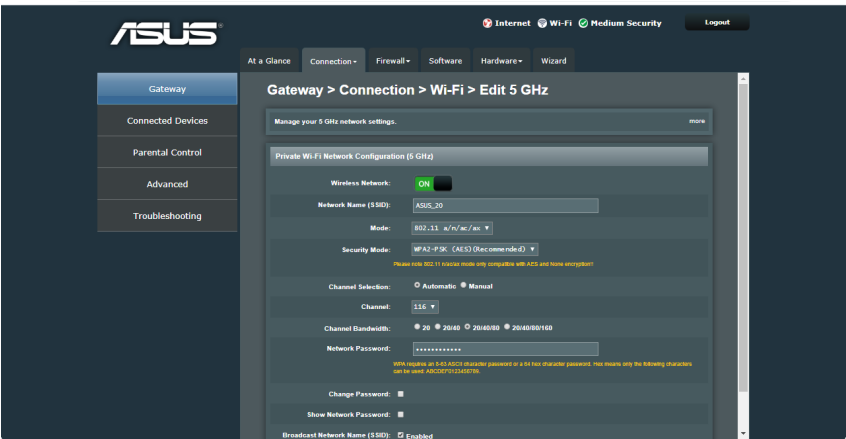 Internet Wi-Fi Medium Security Logout
ASUS
At a Glance Connection Firewall Software Hardware Wizard
Gateway
Connected Devices
Parental Control
Advanced
Troubleshooting
Gateway > Connection > Wi-Fi > Edit 5 GHz
Manage your 5 GHz network settings. more
Private Wi-Fi Network Configuration (5 GHz)
Wireless Network: ON
Network Name (SSID): ASUS_20
Mode: 802.11 a/n/ac/ax
Security Mode: WPA2-PSK (AES)(Recommended)
Please note 802.11 n/ac/ax mode only compatible with AES and None encryption!!
Channel Selection: Automatic Manual
Channel: 116
Channel Bandwidth: 20 20/40 20/40/80 20/40/80/160
Network Password: ••••••••••••
WPA requires an 8-63 ASCII character password or a 64 hex character password. Hex means only the following characters
can be used: ABCDEF0123456789.
Change Password:
Show Network Password:
Broadcast Network Name (SSID): Enabled